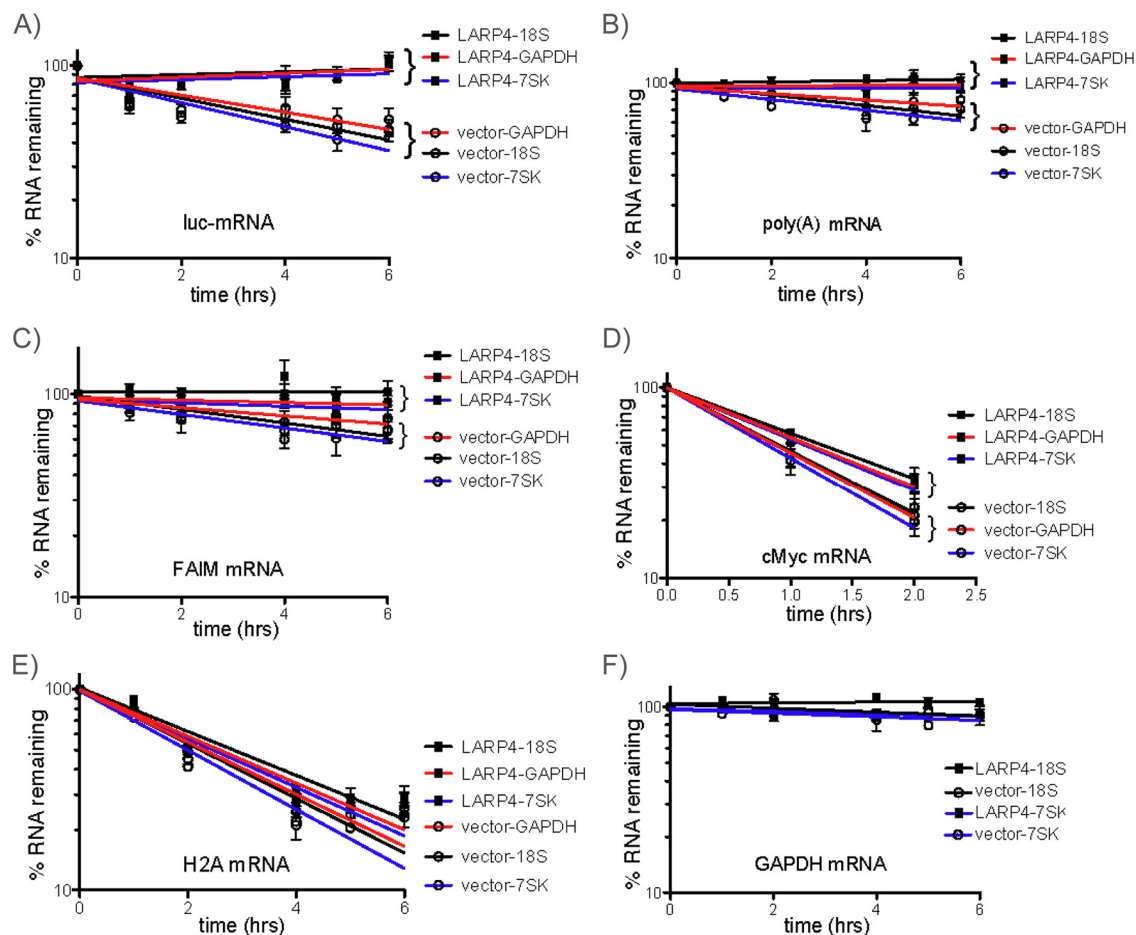 A)
% RNA remaining
100
10
0
2
4
6
time (hrs)
luc-mRNA
LARP4-18S
LARP4-GAPDH
LARP4-7SK
vector-GAPDH
vector-18S
vector-7SK
B)
% RNA remaining
100
10
0
2
4
6
time (hrs)
poly(A) mRNA
LARP4-18S
LARP4-GAPDH
LARP4-7SK
vector-GAPDH
vector-18S
vector-7SK
C)
% RNA remaining
100
10
0
2
4
6
time (hrs)
FAIM mRNA
LARP4-18S
LARP4-GAPDH
LARP4-7SK
vector-GAPDH
vector-18S
vector-7SK
D)
% RNA remaining
100
10
0.0
0.5
1.0
1.5
2.0
2.5
time (hrs)
cMyc mRNA
LARP4-18S
LARP4-GAPDH
LARP4-7SK
vector-18S
vector-GAPDH
vector-7SK
E)
% RNA remaining
100
10
0
2
4
6
time (hrs)
H2A mRNA
LARP4-18S
LARP4-GAPDH
LARP4-7SK
vector-GAPDH
vector-18S
vector-7SK
F)
% RNA remaining
100
10
0
2
4
6
time (hrs)
GAPDH mRNA
LARP4-18S
vector-18S
LARP4-7SK
vector-7SK